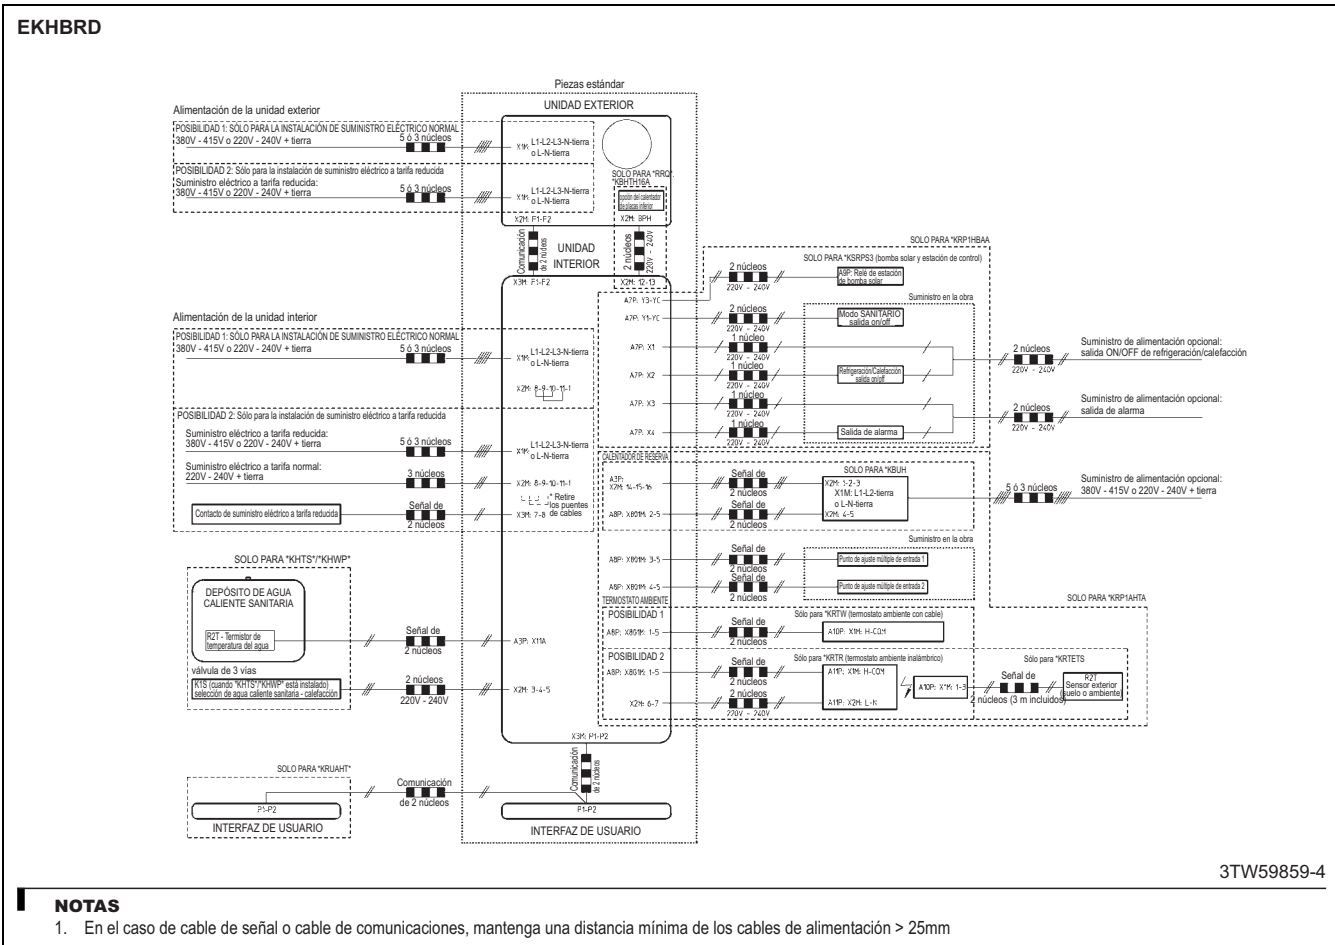 EKHBRD
Piezas estándar
UNIDAD EXTERIOR
Alimentación de la unidad exterior
POSIBILIDAD 1: SÓLO PARA LA INSTALACIÓN DE SUMINISTRO ELÉCTRICO NORMAL
380V - 415V o 220V - 240V + tierra
5 ó 3 núcleos
X1M:
L1-L2-L3-N-tierra
o L-N-tierra
POSIBILIDAD 2: Sólo para la instalación de suministro eléctrico a tarifa reducida
Suministro eléctrico a tarifa reducida:
380V - 415V o 220V - 240V + tierra
5 ó 3 núcleos
X1M:
L1-L2-L3-N-tierra
o L-N-tierra
SOLO PARA *RRQ*.
*KBHTH16A
opción del calentador
de placas inferior
X2M: F1-F2
X2M: BPH
Comunicación
de 2 núcleos
UNIDAD
INTERIOR
2 núcleos
220V - 240V
X3M: F1-F2
X2M: 12-13
SOLO PARA *KRP1HBAA
SOLO PARA *KSRPS3 (bomba solar y estación de control)
A7P: Y3-YC
2 núcleos
220V - 240V
A9P: Relé de estación
de bomba solar
Suministro en la obra
A7P: Y1-YC
2 núcleos
220V - 240V
Modo SANITARIO
salida on/off
A7P: X1
1 núcleo
220V - 240V
A7P: X2
1 núcleo
220V - 240V
Refrigeración/Calefacción
salida on/off
2 núcleos
220V - 240V
Suministro de alimentación opcional:
salida ON/OFF de refrigeración/calefacción
A7P: X3
1 núcleo
220V - 240V
A7P: X4
1 núcleo
220V - 240V
Salida de alarma
2 núcleos
220V - 240V
Suministro de alimentación opcional:
salida de alarma
Alimentación de la unidad interior
POSIBILIDAD 1: SÓLO PARA LA INSTALACIÓN DE SUMINISTRO ELÉCTRICO NORMAL
380V - 415V o 220V - 240V + tierra
5 ó 3 núcleos
X1M:
L1-L2-L3-N-tierra
o L-N-tierra
X2M: 8-9-10-11-1
POSIBILIDAD 2: Sólo para la instalación de suministro eléctrico a tarifa reducida
Suministro eléctrico a tarifa reducida:
380V - 415V o 220V - 240V + tierra
5 ó 3 núcleos
X1M:
L1-L2-L3-N-tierra
o L-N-tierra
Suministro eléctrico a tarifa normal:
220V - 240V + tierra
3 núcleos
X2M: 8-9-10-11-1
* Retire
los puentes
de cables
Contacto de suministro eléctrico a tarifa reducida
Señal de
2 núcleos
X3M: 7-8
CALENTADOR DE RESERVA
SOLO PARA *KBUH
A3P:
X2M: 14-15-16
Señal de
2 núcleos
X2M: 1-2-3
X1M: L1-L2-tierra
o L-N-tierra
X2M: 4-5
A8P: X801M: 2-5
Señal de
2 núcleos
5 ó 3 núcleos
Suministro de alimentación opcional:
380V - 415V o 220V - 240V + tierra
Suministro en la obra
A8P: X801M: 3-5
Señal de
2 núcleos
Punto de ajuste múltiple de entrada 1
A8P: X801M: 4-5
Señal de
2 núcleos
Punto de ajuste múltiple de entrada 2
SOLO PARA *KRP1AHTA
TERMOSTATO AMBIENTE
POSIBILIDAD 1
Sólo para *KRTW (termostato ambiente con cable)
A8P: X801M: 1-5
Señal de
2 núcleos
A10P: X1M: H-COM
POSIBILIDAD 2
Sólo para *KRTR (termostato ambiente inalámbrico)
Sólo para *KRTETS
A8P: X801M: 1-5
Señal de
2 núcleos
A11P: X1M: H-COM
A10P: X*M: 1-3
Señal de
2 núcleos (3 m incluidos)
R2T
Sensor exterior
(suelo o ambiente)
X2M: 6-7
2 núcleos
220V - 240V
A11P: X2M: L-N
SOLO PARA *KHTS*/*KHWP*
DEPÓSITO DE AGUA
CALIENTE SANITARIA
R2T - Termistor de
temperatura del agua
Señal de
2 núcleos
A3P: X11A
válvula de 3 vías
K1S (cuando *KHTS*/*KHWP* está instalado)
selección de agua caliente sanitaria - calefacción
2 núcleos
220V - 240V
X2M: 3-4-5
X3M: P1-P2
Comunicación
de 2 núcleos
SOLO PARA *KRUAHT*
P1-P2
INTERFAZ DE USUARIO
Comunicación
de 2 núcleos
P1-P2
INTERFAZ DE USUARIO
3TW59859-4
NOTAS
1. En el caso de cable de señal o cable de comunicaciones, mantenga una distancia mínima de los cables de alimentación > 25mm